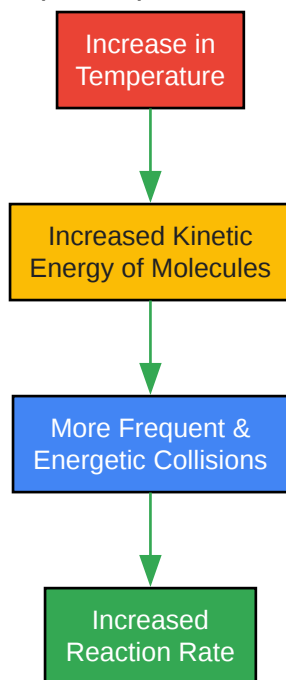 Increase in
Temperature
Increased Kinetic
Energy of Molecules
More Frequent &
Energetic Collisions
Increased
Reaction Rate